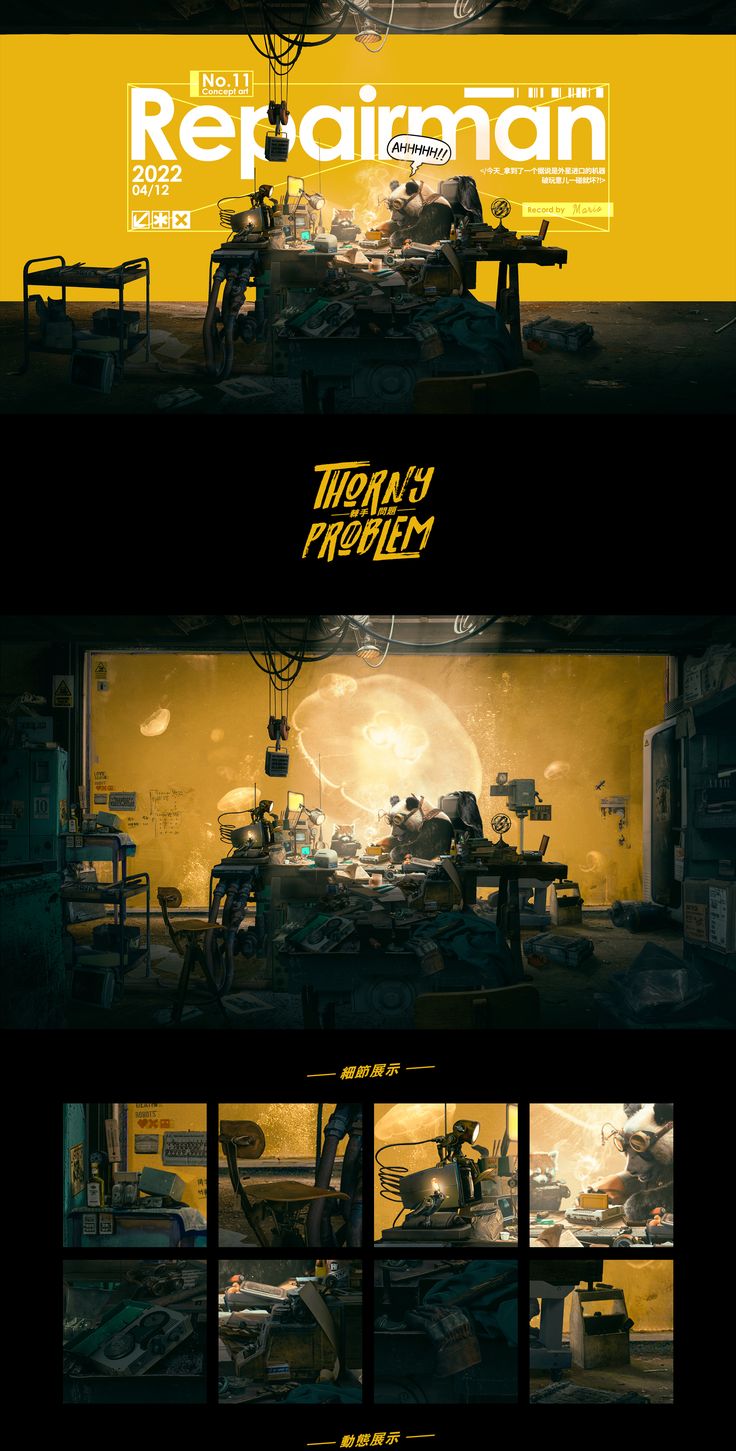 No.11
Concept art
Repairman
AHHHHH!!
2022
04/12
</今天_拿到了一个据说是外星进口的机器
破玩意儿一碰就坏?!>
Record by Mario
THORNY
棘手 問題
PROBLEM
細節展示
ROBOTS
動態展示